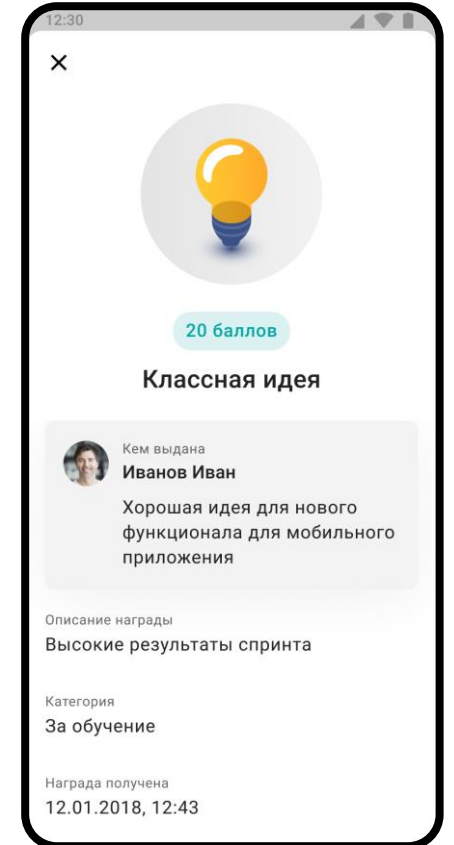 12:30
20 баллов
Классная идея
Кем выдана
Иванов Иван
Хорошая идея для нового
функционала для мобильного
приложения
Описание награды
Высокие результаты спринта
Категория
За обучение
Награда получена
12.01.2018, 12:43